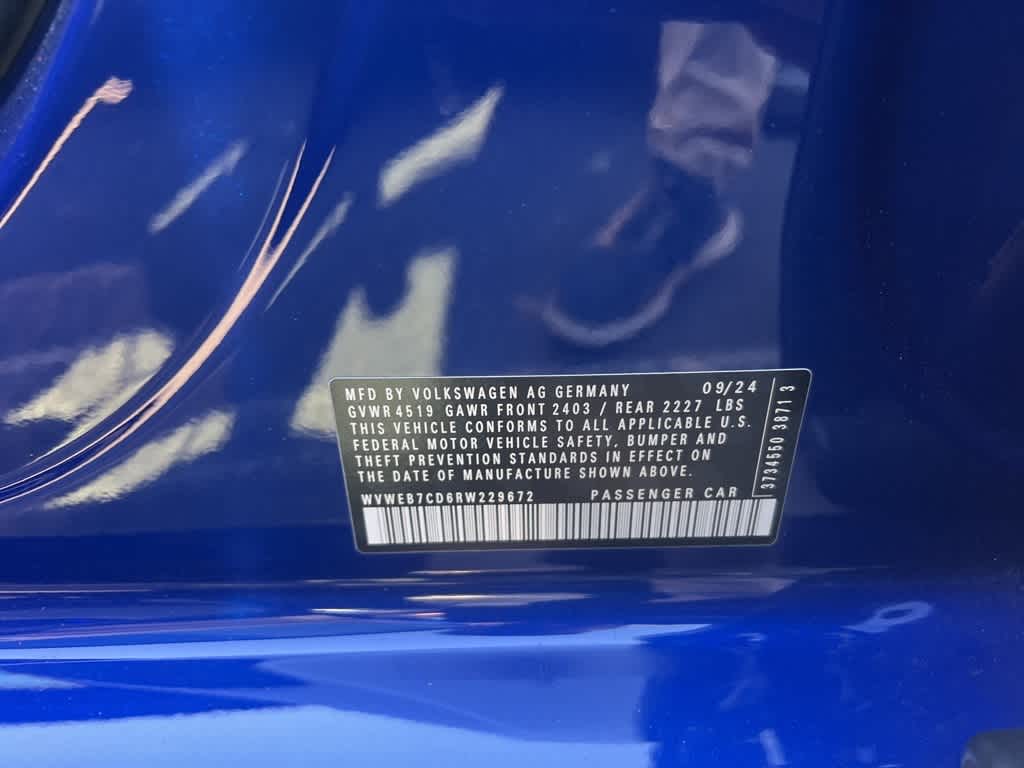 MFD BY VOLKSWAGEN AG GERMANY 09/24
GVWR 4519 GAWR FRONT 2403 / REAR 2227 LBS
THIS VEHICLE CONFORMS TO ALL APPLICABLE U.S.
FEDERAL MOTOR VEHICLE SAFETY, BUMPER AND
THEFT PREVENTION STANDARDS IN EFFECT ON
THE DATE OF MANUFACTURE SHOWN ABOVE.
WVWEB7CD6RW229672 PASSENGER CAR
3734550 3871 3